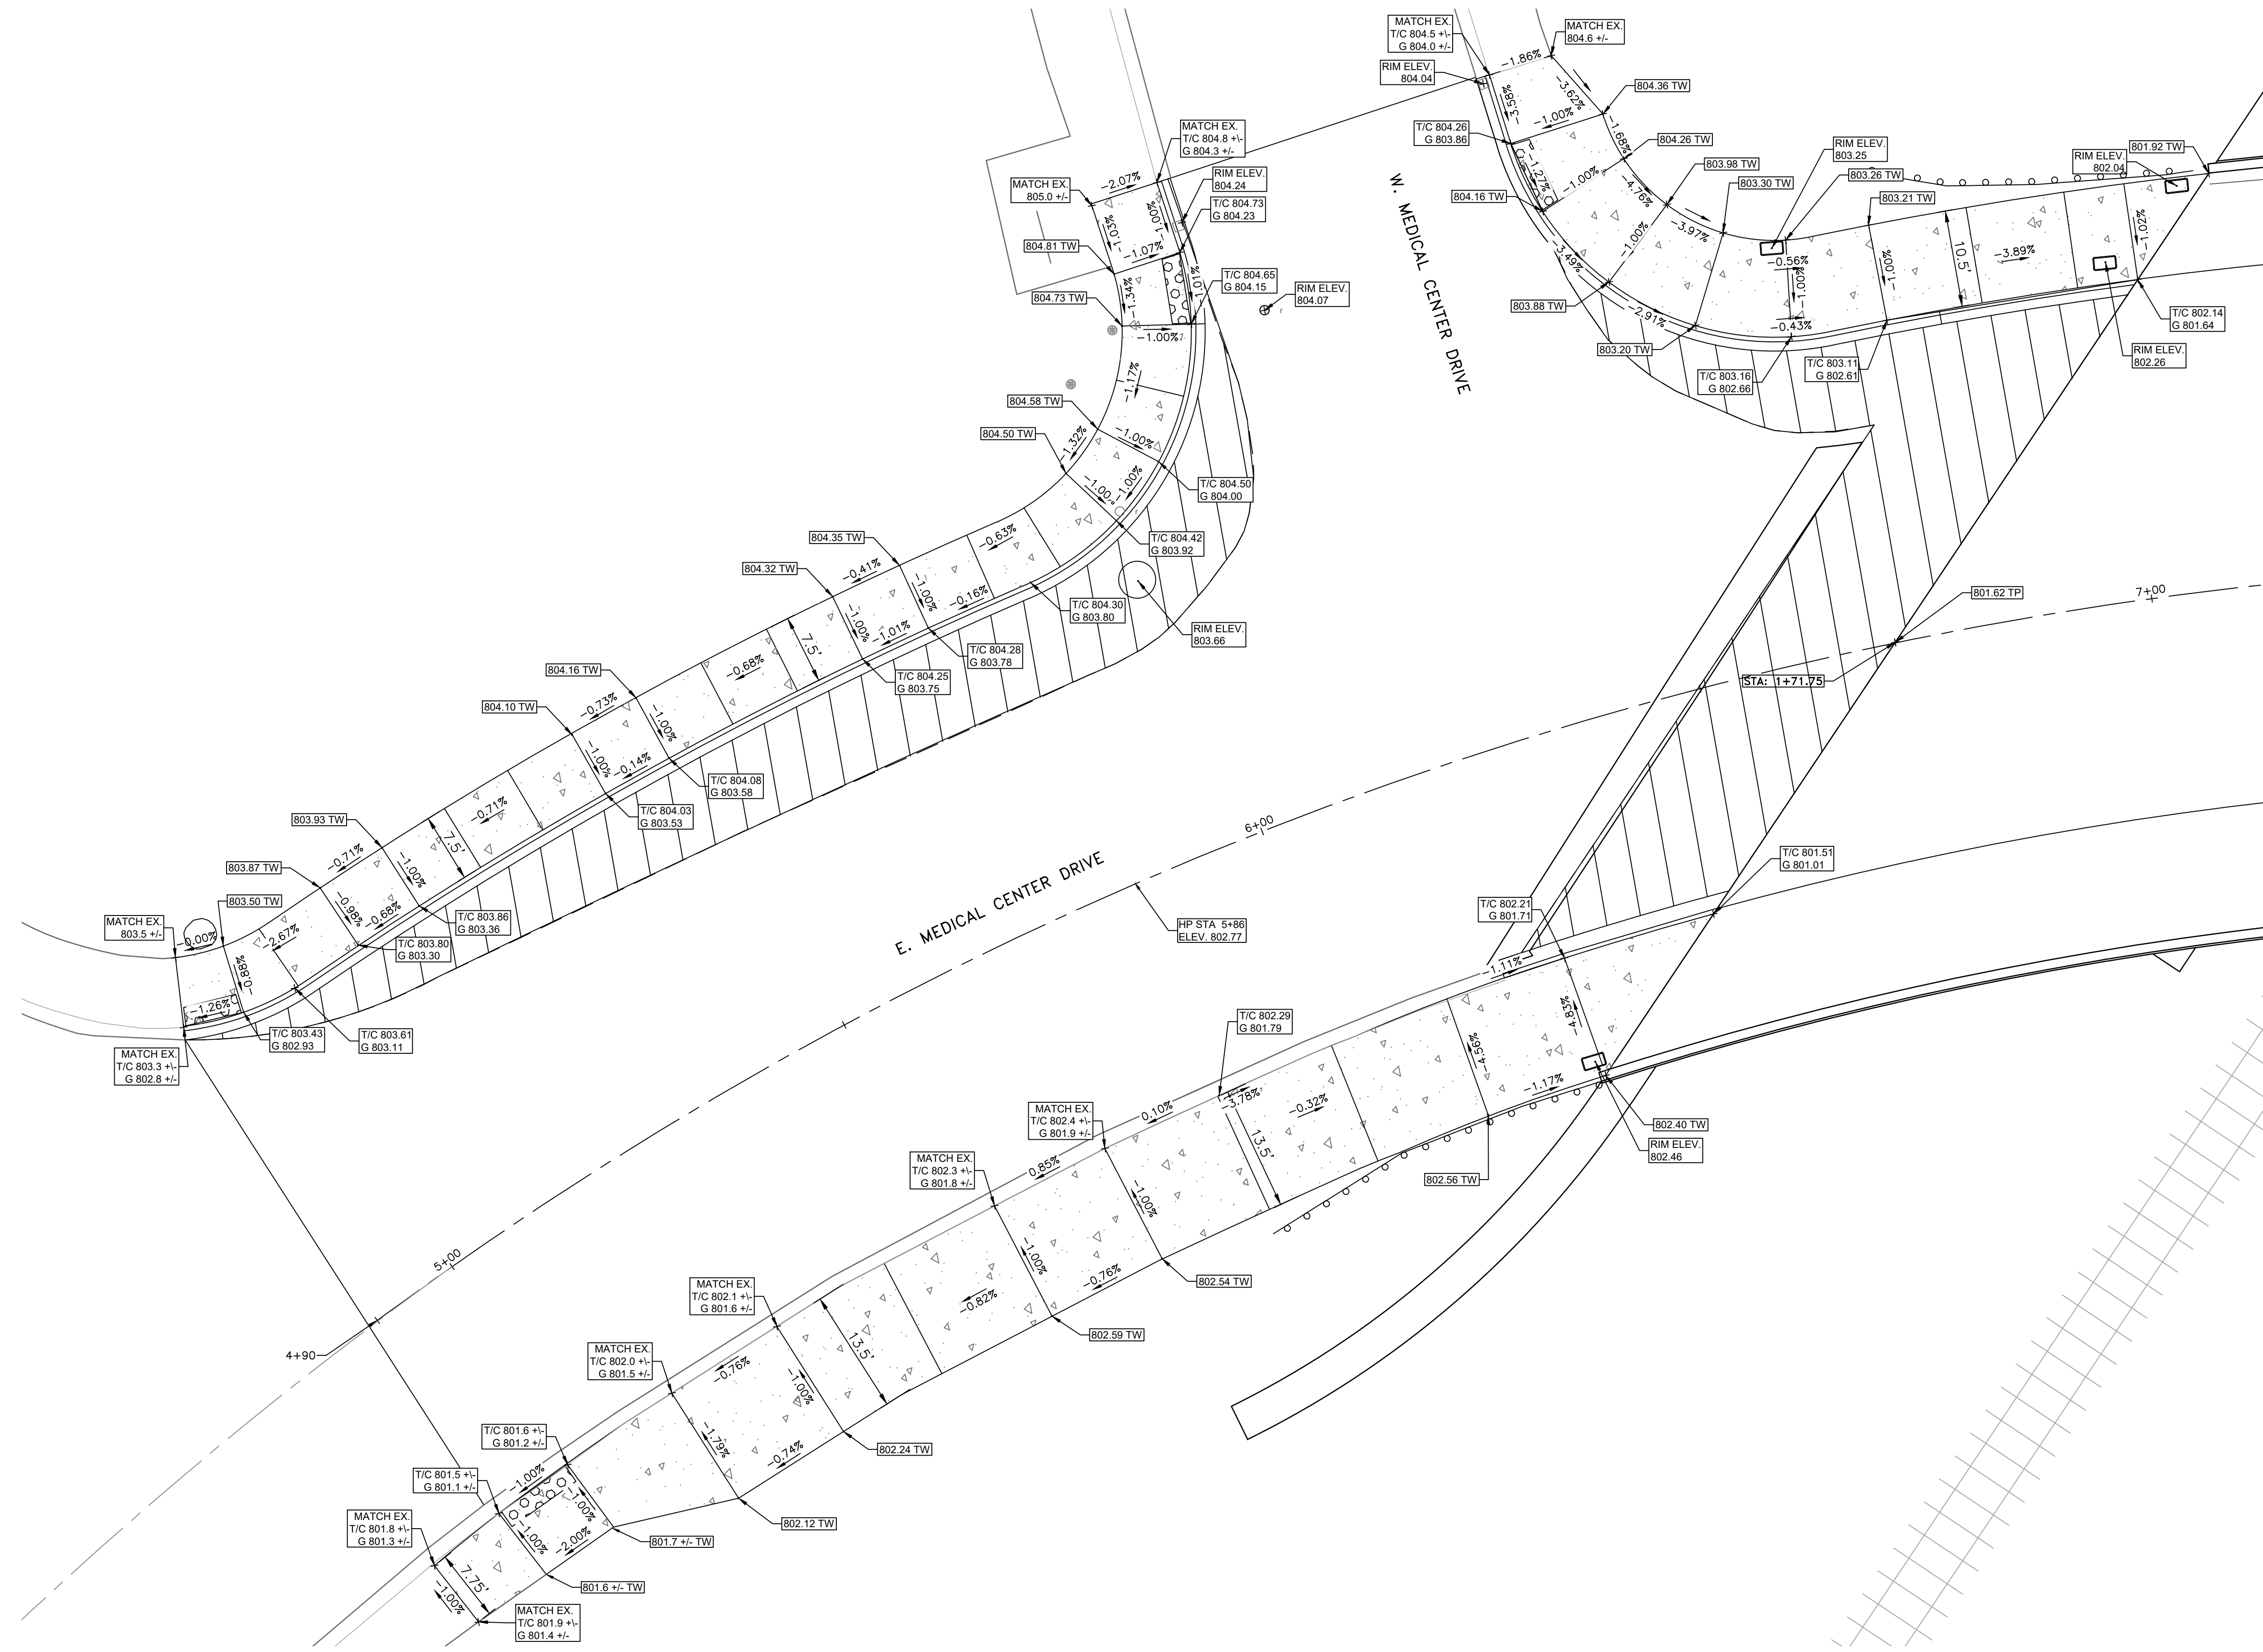 MATCH EX.
T/C 804.5 +\-
G 804.0 +/-
MATCH EX.
804.6 +/-
-1.86%
RIM ELEV.
804.04
-3.62%
804.36 TW
-3.58%
-1.00%
T/C 804.26
G 803.86
-1.68%
804.26 TW
-1.27%
-1.00%
803.98 TW
RIM ELEV.
803.25
803.26 TW
801.92 TW
RIM ELEV.
802.04
804.16 TW
-4.76%
803.30 TW
803.21 TW
-3.97%
-1.00%
-3.49%
-0.56%
-1.00%
-1.00%
10.5'
-3.89%
-1.02%
803.88 TW
-2.91%
-0.43%
803.20 TW
T/C 803.16
G 802.66
T/C 803.11
G 802.61
T/C 802.14
G 801.64
RIM ELEV.
802.26
W. MEDICAL CENTER DRIVE
MATCH EX.
T/C 804.8 +\-
G 804.3 +/-
RIM ELEV.
804.24
T/C 804.73
G 804.23
MATCH EX.
805.0 +/-
-2.07%
-1.03%
-1.00%
-1.07%
804.81 TW
-1.34%
-1.01%
T/C 804.65
G 804.15
RIM ELEV.
804.07
r
804.73 TW
-1.00%
-1.17%
804.58 TW
804.50 TW
-1.32%
-1.00%
-1.00%
-1.00
r
T/C 804.50
G 804.00
T/C 804.42
G 803.92
804.35 TW
804.32 TW
-0.63%
-0.41%
-1.00%
-0.16%
-1.00%
-1.01%
T/C 804.30
G 803.80
RIM ELEV.
803.66
T/C 804.28
G 803.78
T/C 804.25
G 803.75
7.5'
-0.68%
804.16 TW
804.10 TW
-0.73%
-1.00%
-1.00%
-0.14%
T/C 804.08
G 803.58
T/C 804.03
G 803.53
-0.71%
803.93 TW
7.5'
803.87 TW
-0.71%
-1.00%
-0.98%
-0.68%
T/C 803.86
G 803.36
T/C 803.80
G 803.30
803.50 TW
MATCH EX.
803.5 +/-
-0.00%
-2.67%
-0.88%
-1.26%
T/C 803.43
G 802.93
T/C 803.61
G 803.11
MATCH EX.
T/C 803.3 +\-
G 802.8 +/-
801.62 TP
7+00
STA: 1+71.75
6+00
E. MEDICAL CENTER DRIVE
HP STA 5+86
ELEV. 802.77
5+00
4+90
T/C 801.51
G 801.01
T/C 802.21
G 801.71
-1.11%
-4.83%
-4.56%
-1.17%
T/C 802.29
G 801.79
-3.78%
-0.32%
13.5'
802.40 TW
RIM ELEV.
802.46
802.56 TW
MATCH EX.
T/C 802.4 +\-
G 801.9 +/-
0.10%
MATCH EX.
T/C 802.3 +\-
G 801.8 +/-
0.85%
-1.00%
-1.00%
-0.76%
802.54 TW
802.59 TW
-0.82%
MATCH EX.
T/C 802.1 +\-
G 801.6 +/-
13.5'
MATCH EX.
T/C 802.0 +\-
G 801.5 +/-
-0.76%
-1.00%
-1.79%
-0.74%
802.24 TW
802.12 TW
T/C 801.6 +\-
G 801.2 +/-
T/C 801.5 +\-
G 801.1 +/-
-1.00%
-1.00%
-1.00%
-2.00%
801.7 +/- TW
801.6 +/- TW
MATCH EX.
T/C 801.8 +\-
G 801.3 +/-
7.75'
-1.00%
MATCH EX.
T/C 801.9 +\-
G 801.4 +/-